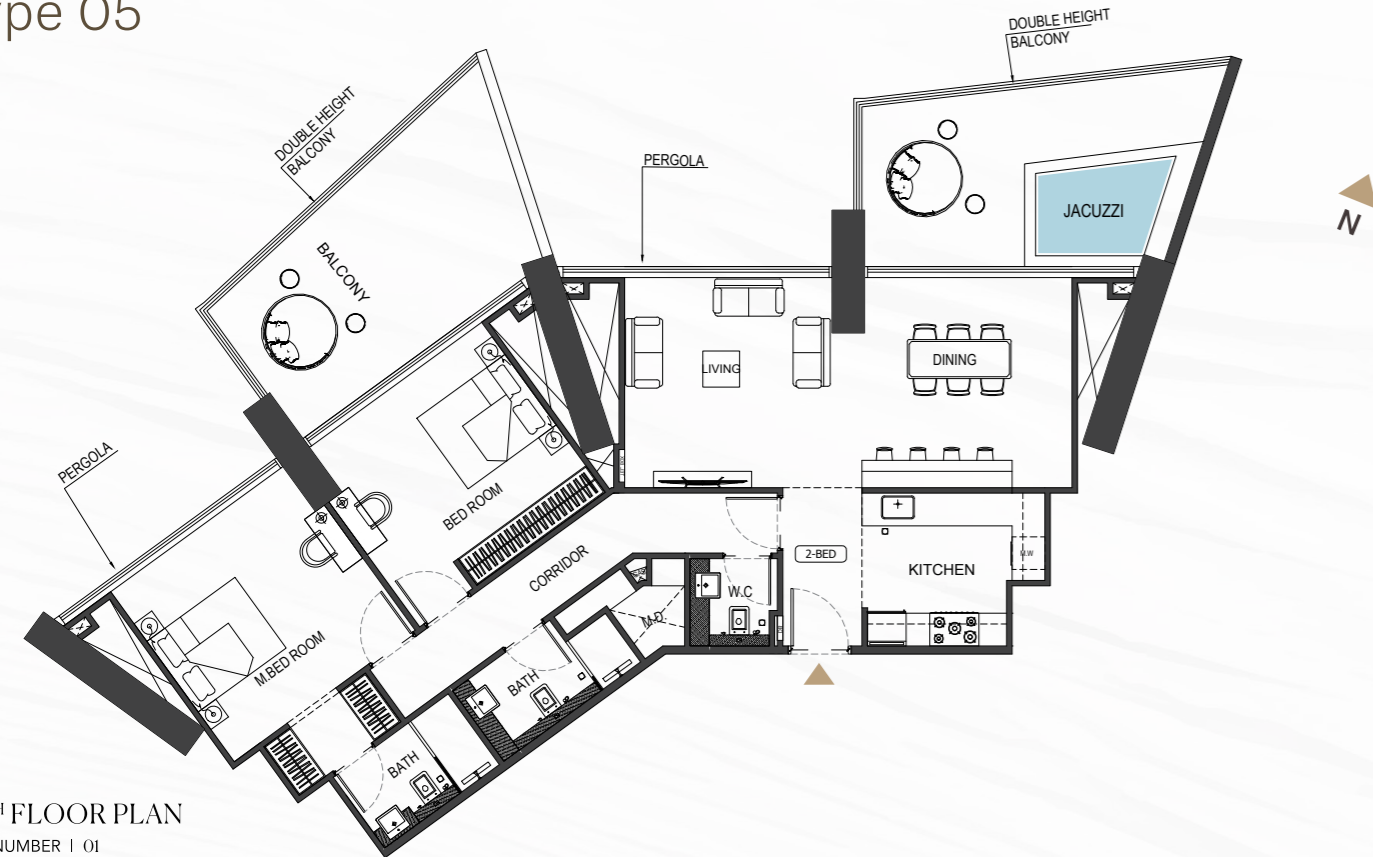 ype 05
DOUBLE HEIGHT
BALCONY
DOUBLE HEIGHT
BALCONY
PERGOLA
JACUZZI
N
BALCONY
LIVING
DINING
PERGOLA
BED ROOM
CORRIDOR
2-BED
KITCHEN
M.W
W.C
M.D.
M.BED ROOM
BATH
BATH
H FLOOR PLAN
NUMBER | 01